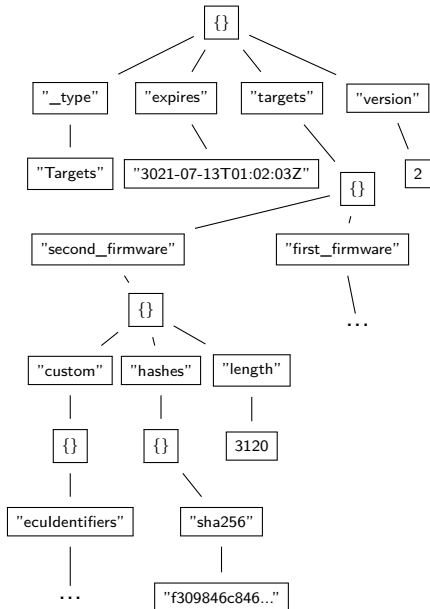 {}
"_type" "expires" "targets" "version"
"Targets" "3021-07-13T01:02:03Z" {} 2
"second_firmware" "first_firmware"
{} ...
"custom" "hashes" "length"
{} {} 3120
"ecuIdentifiers" "sha256"
... "f309846c846..."